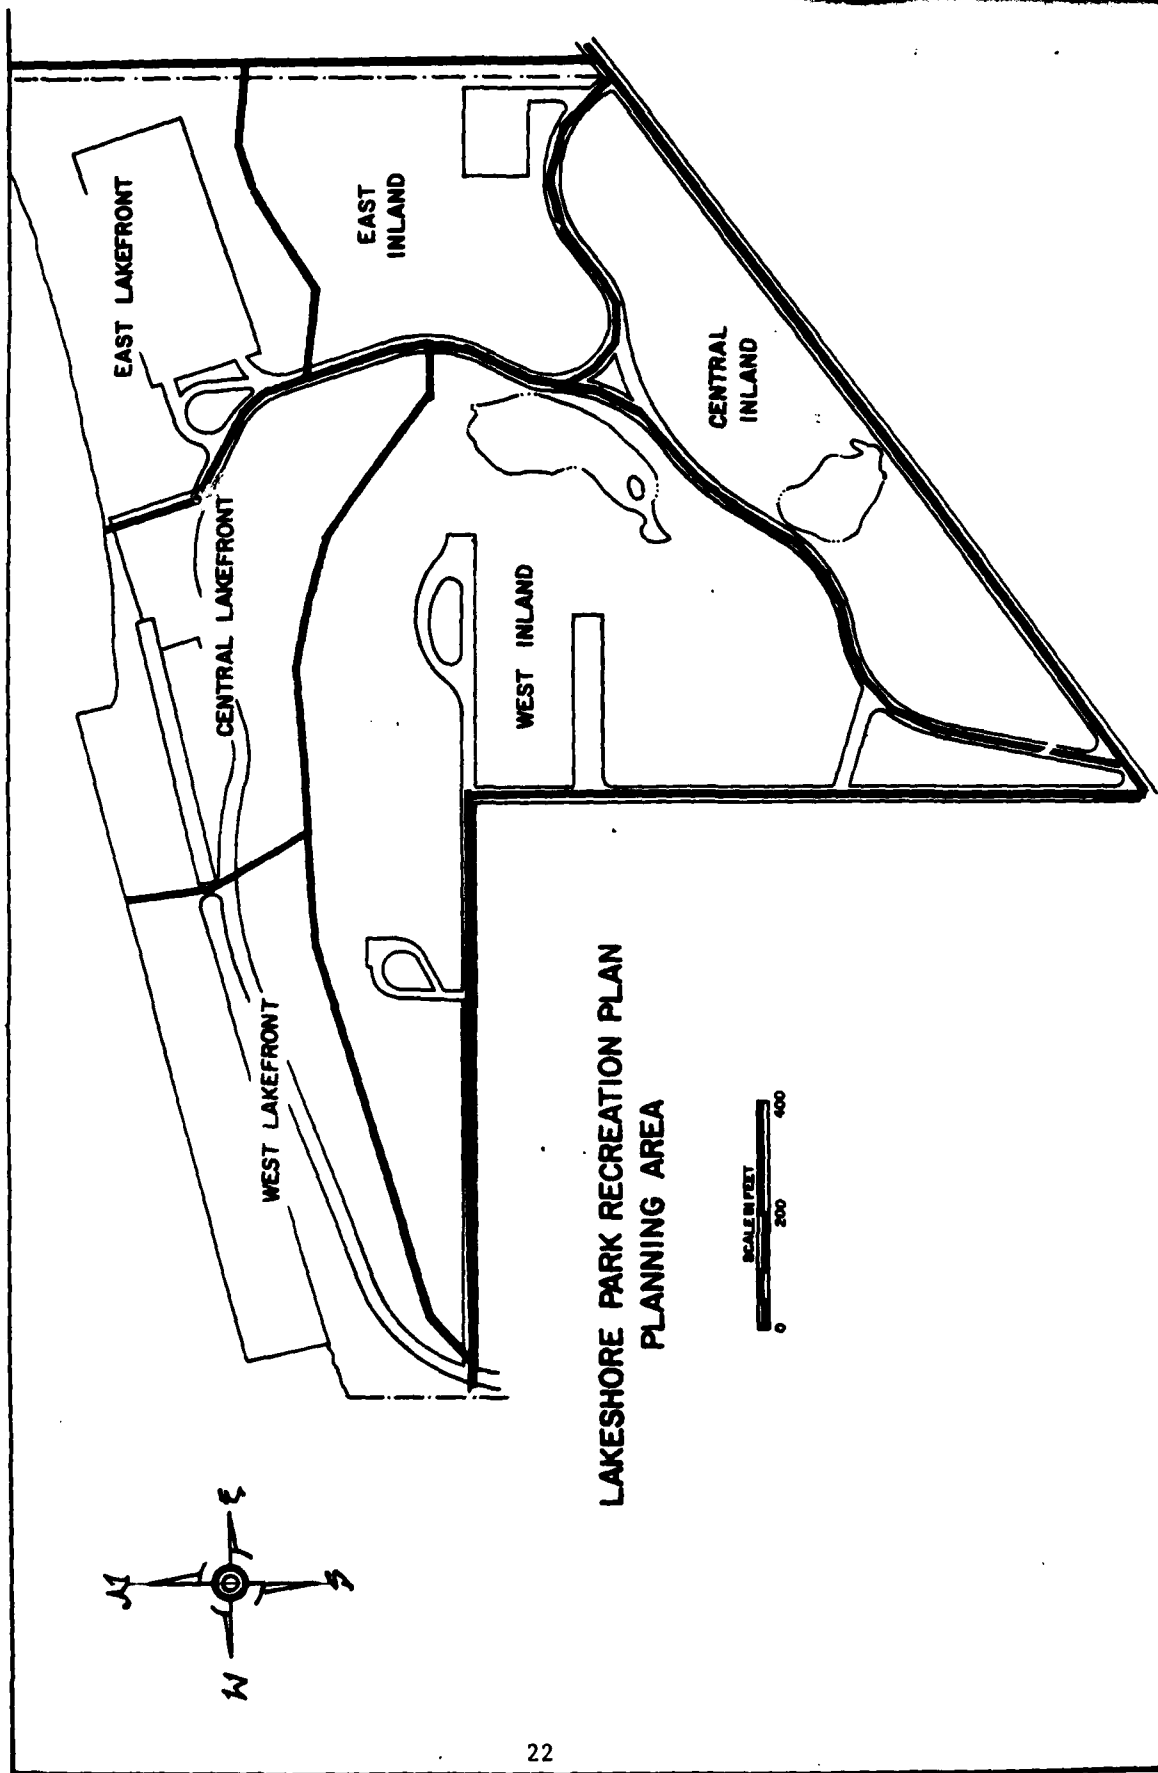 EAST LAKEFRONT
EAST
INLAND
CENTRAL LAKEFRONT
CENTRAL
INLAND
WEST INLAND
WEST LAKEFRONT
LAKESHORE PARK RECREATION PLAN
PLANNING AREA
SCALE IN FEET
0 200 400
N
W E
S
22